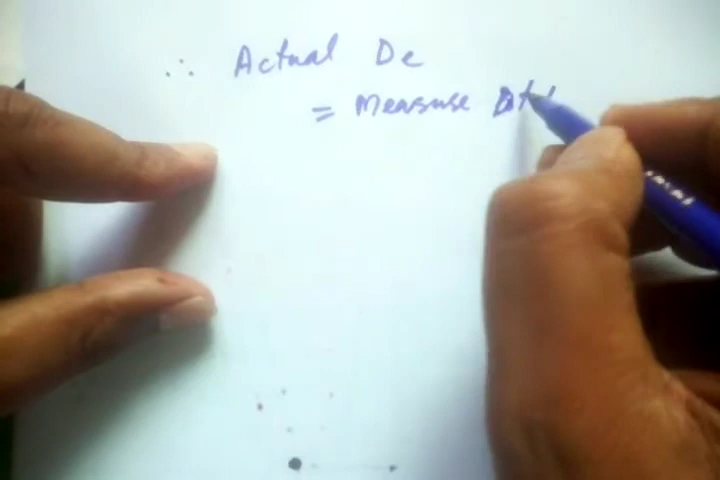 ∴ Actual De
= Measure